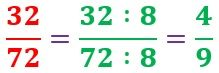 32/72 = 32 : 8/72 : 8 = 4/9